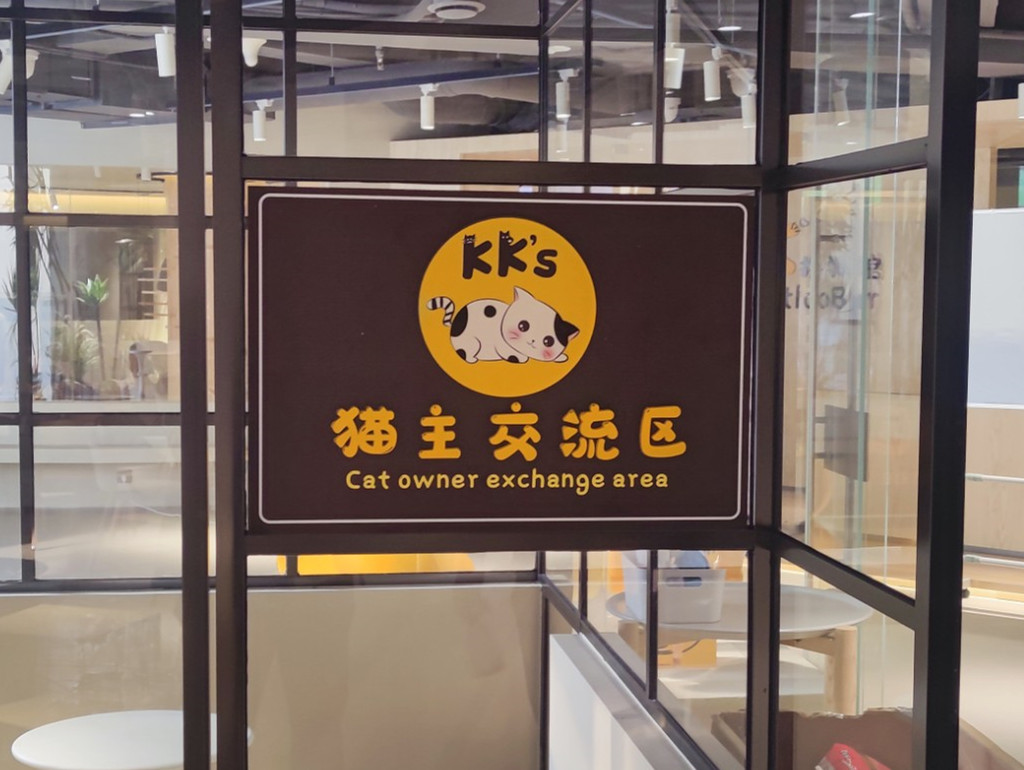 KK's
猫主交流区
Cat owner exchange area